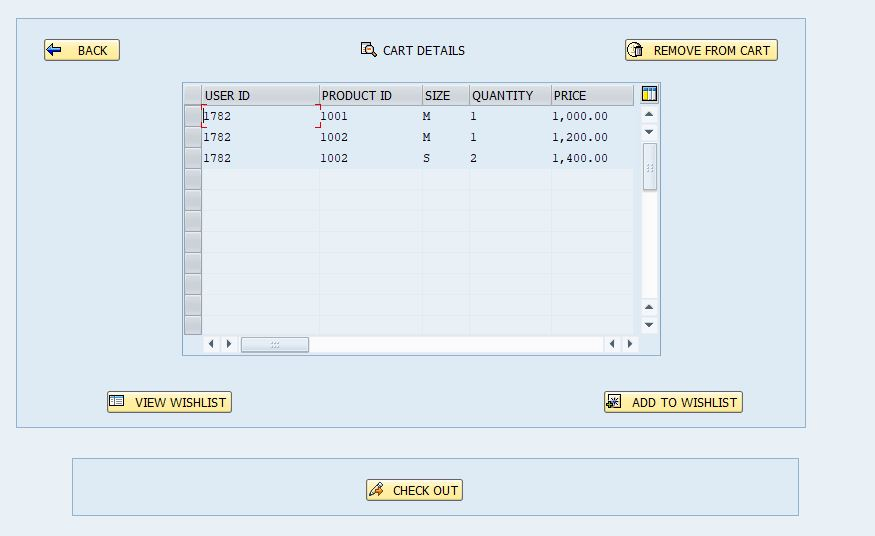 BACK CART DETAILS REMOVE FROM CART
USER ID PRODUCT ID SIZE QUANTITY PRICE
1782 1001 M 1 1,000.00
1782 1002 M 1 1,200.00
1782 1002 S 2 1,400.00
VIEW WISHLIST ADD TO WISHLIST
CHECK OUT